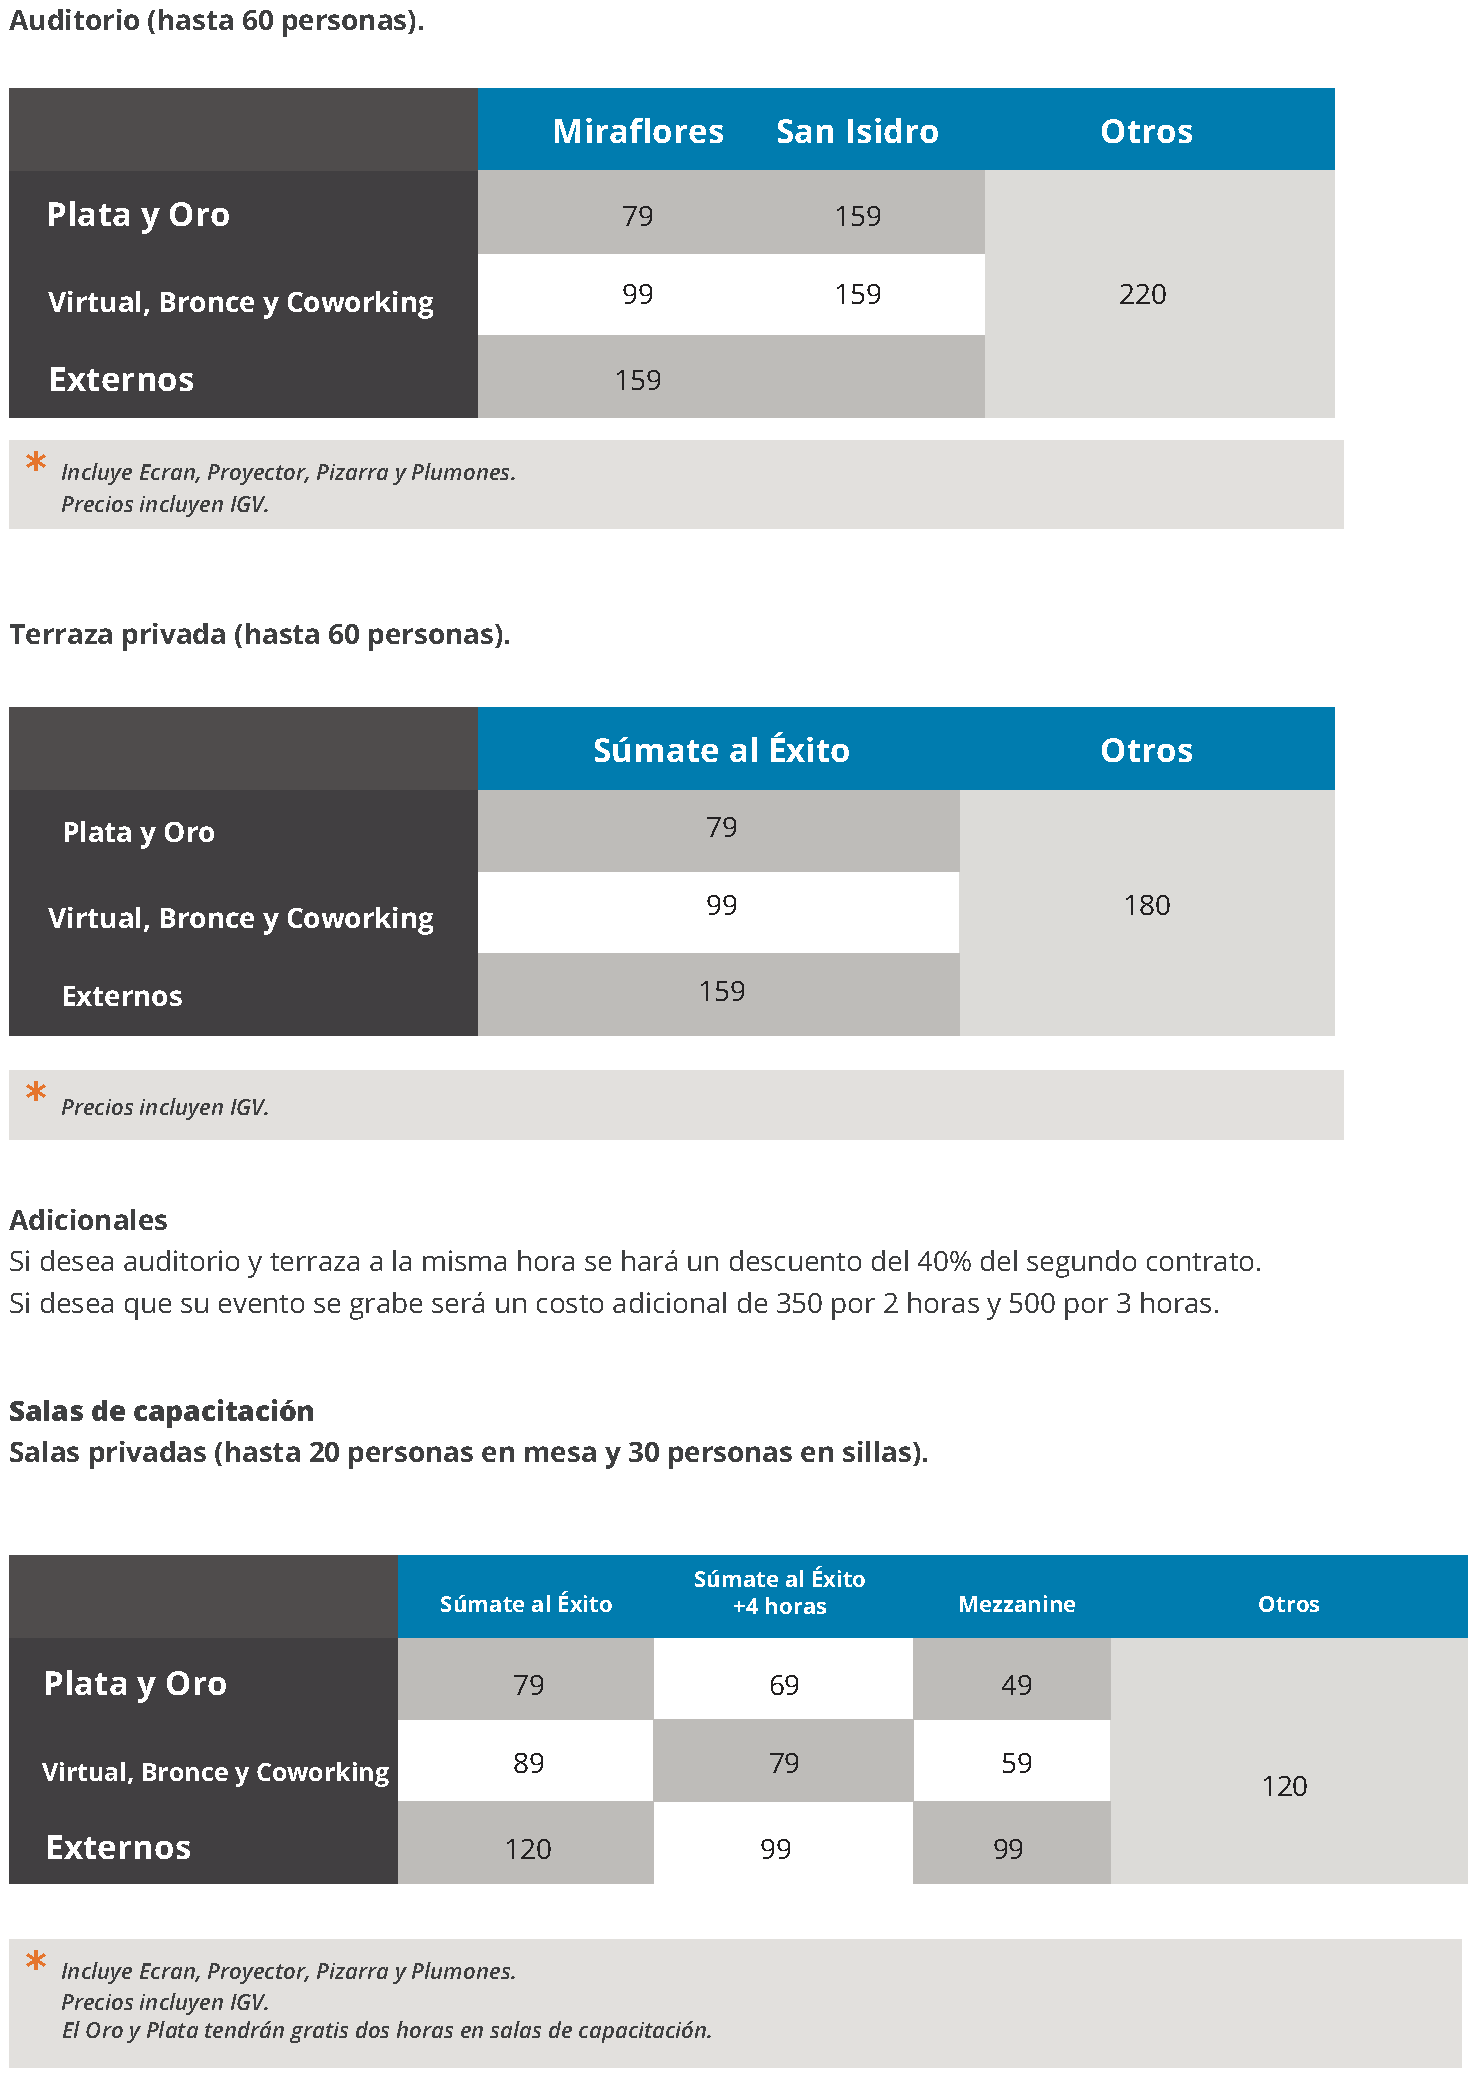 Auditorio (hasta 60 personas).
Miraflores San Isidro Otros
Plata y Oro 79 159
Virtual, Bronce y Coworking 99 159 220
Externos 159
* Incluye Ecran, Proyector, Pizarra y Plumones.
Precios incluyen IGV.
Terraza privada (hasta 60 personas).
Súmate al Éxito Otros
Plata y Oro 79
Virtual, Bronce y Coworking 99 180
Externos 159
* Precios incluyen IGV.
Adicionales
Si desea auditorio y terraza a la misma hora se hará un descuento del 40% del segundo contrato.
Si desea que su evento se grabe será un costo adicional de 350 por 2 horas y 500 por 3 horas.
Salas de capacitación
Salas privadas (hasta 20 personas en mesa y 30 personas en sillas).
Súmate al Éxito Súmate al Éxito +4 horas Mezzanine Otros
Plata y Oro 79 69 49
Virtual, Bronce y Coworking 89 79 59 120
Externos 120 99 99
* Incluye Ecran, Proyector, Pizarra y Plumones.
Precios incluyen IGV.
El Oro y Plata tendrán gratis dos horas en salas de capacitación.